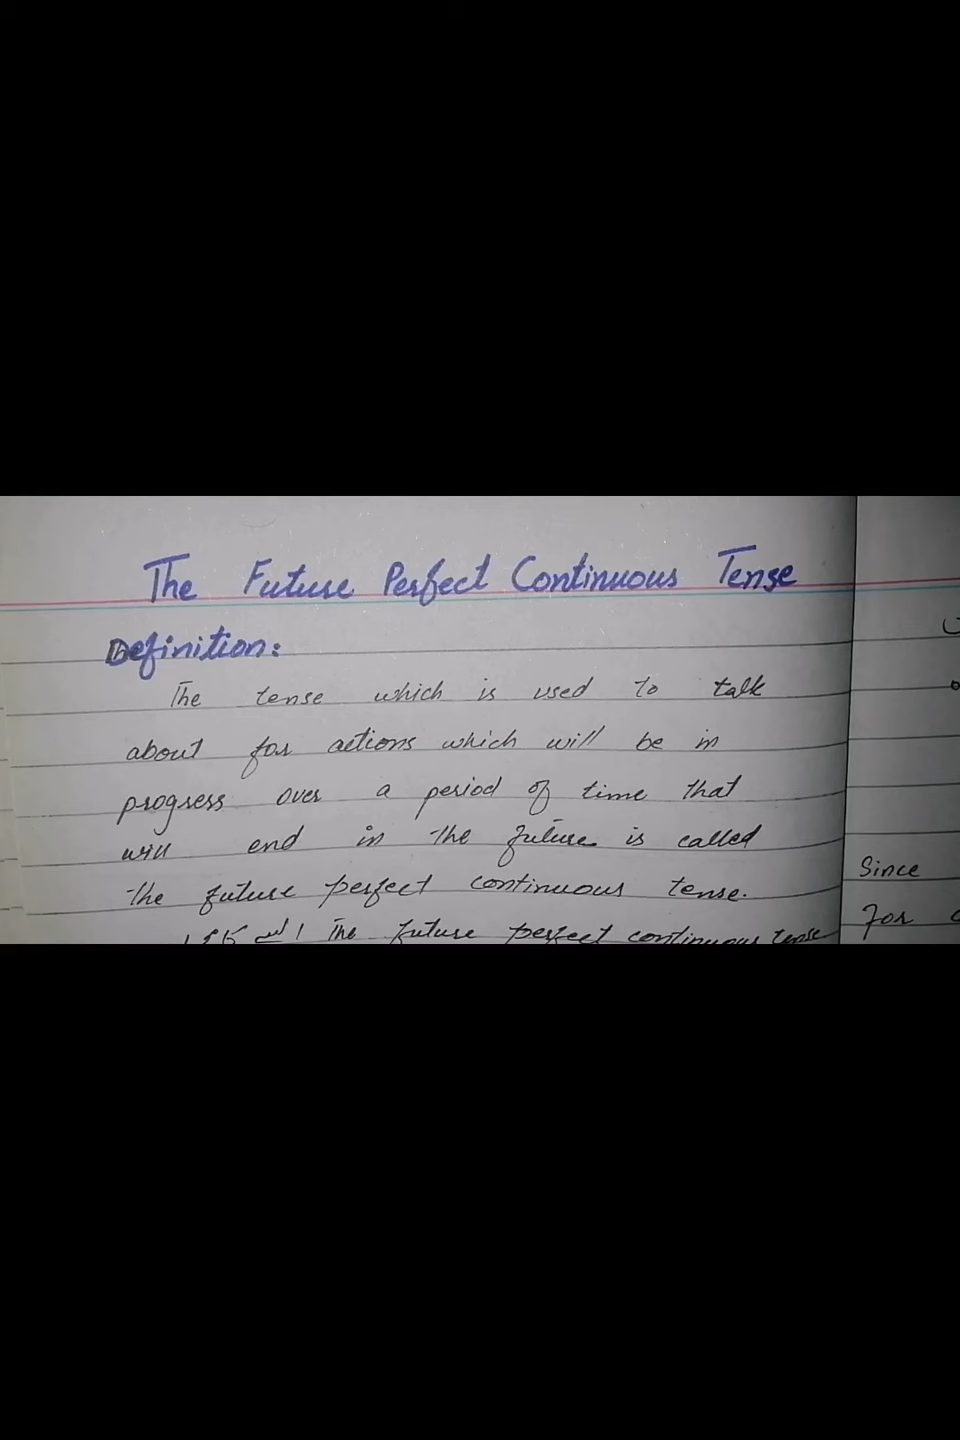 The Future Perfect Continuous Tense
Definition:
The tense which is used to talk
about for actions which will be in
progress over a period of time that
will end in the future is called
the future perfect continuous tense.
The future perfect continuous tense
Since
For